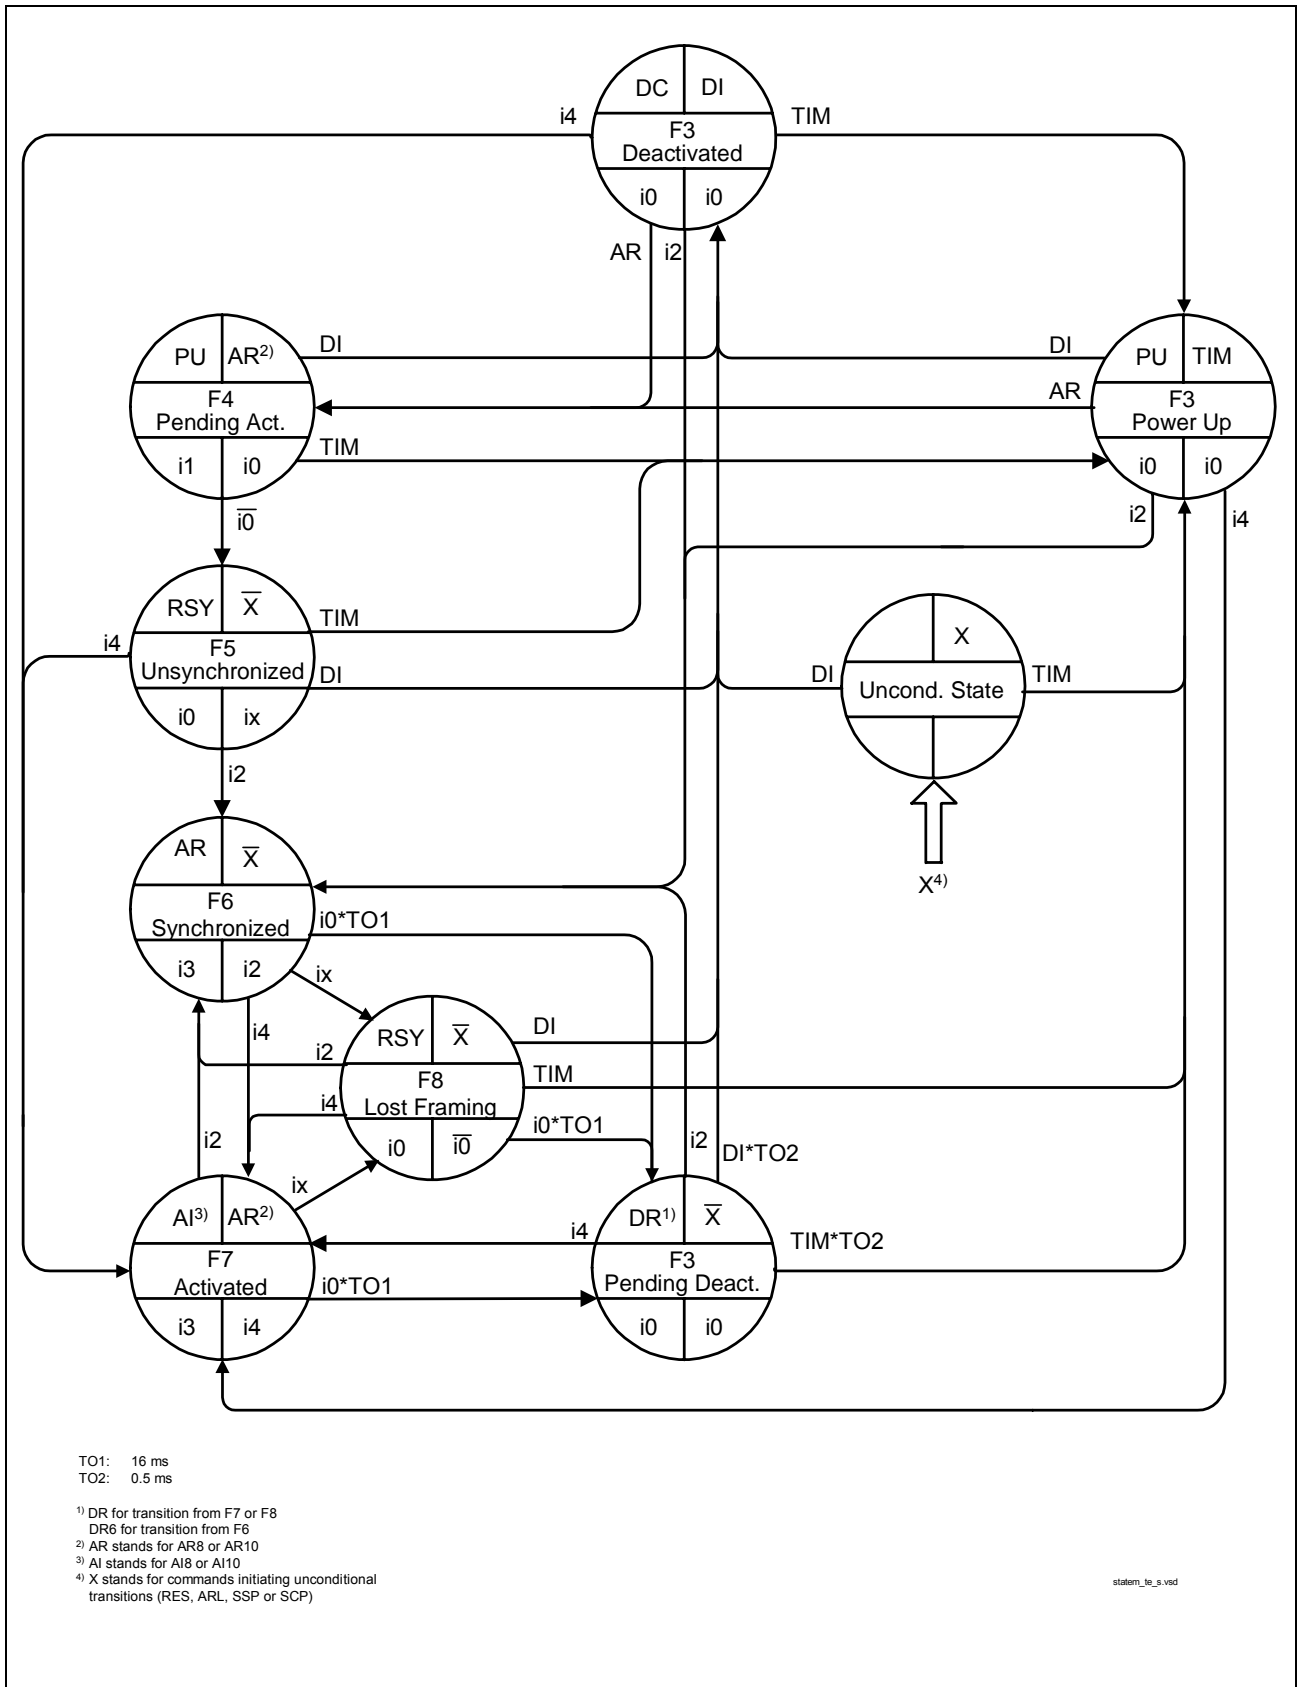 DC DI
i4 TIM
F3
Deactivated
i0 i0
AR i2
PU AR2) DI DI PU TIM
F4 AR F3
Pending Act. Power Up
TIM
i1 i0 i0 i0
i0 i2 i4
RSY X TIM X
i4 F5
Unsynchronized DI DI Uncond. State TIM
i0 ix
i2
AR X X4)
F6
Synchronized i0*TO1
i3 i2 ix
i4 RSY X DI
i2 F8 TIM
i4 Lost Framing
i0 i0 i0*TO1
i2 i2 DI*TO2
ix
AI3) AR2) i4 DR1) X TIM*TO2
F7 F3
Activated i0*TO1 Pending Deact.
i3 i4 i0 i0
TO1: 16 ms
TO2: 0.5 ms
1) DR for transition from F7 or F8
DR6 for transition from F6
2) AR stands for AR8 or AR10
3) AI stands for AI8 or AI10
4) X stands for commands initiating unconditional
transitions (RES, ARL, SSP or SCP)
statem_te_s.vsd